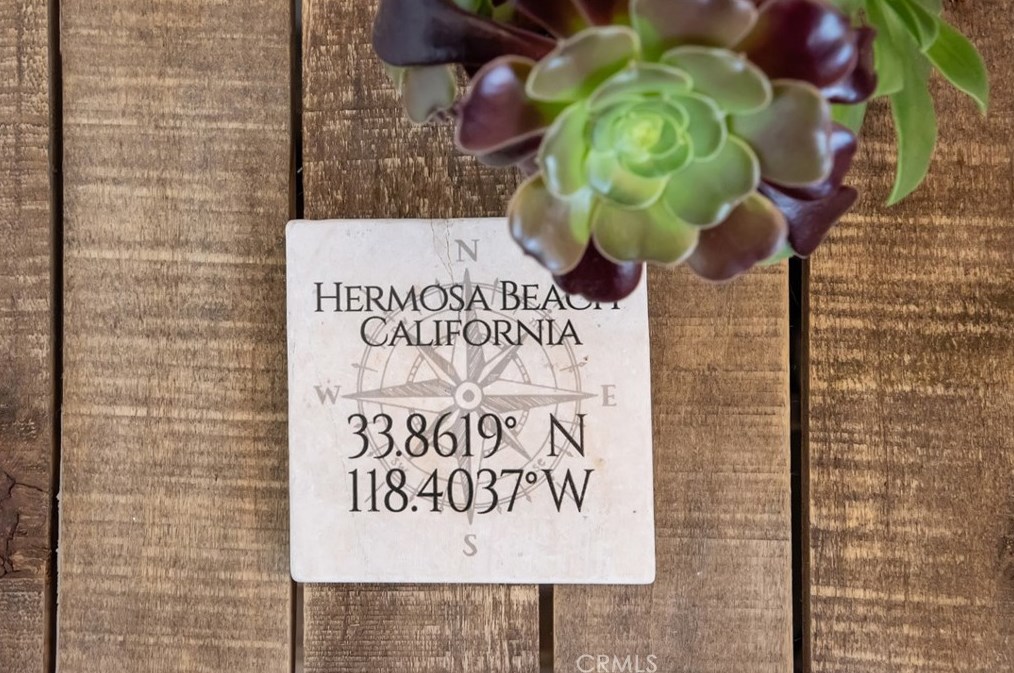 N
HERMOSA BEACH
CALIFORNIA
W E
33.8619° N
118.4037° W
S
CRMLS